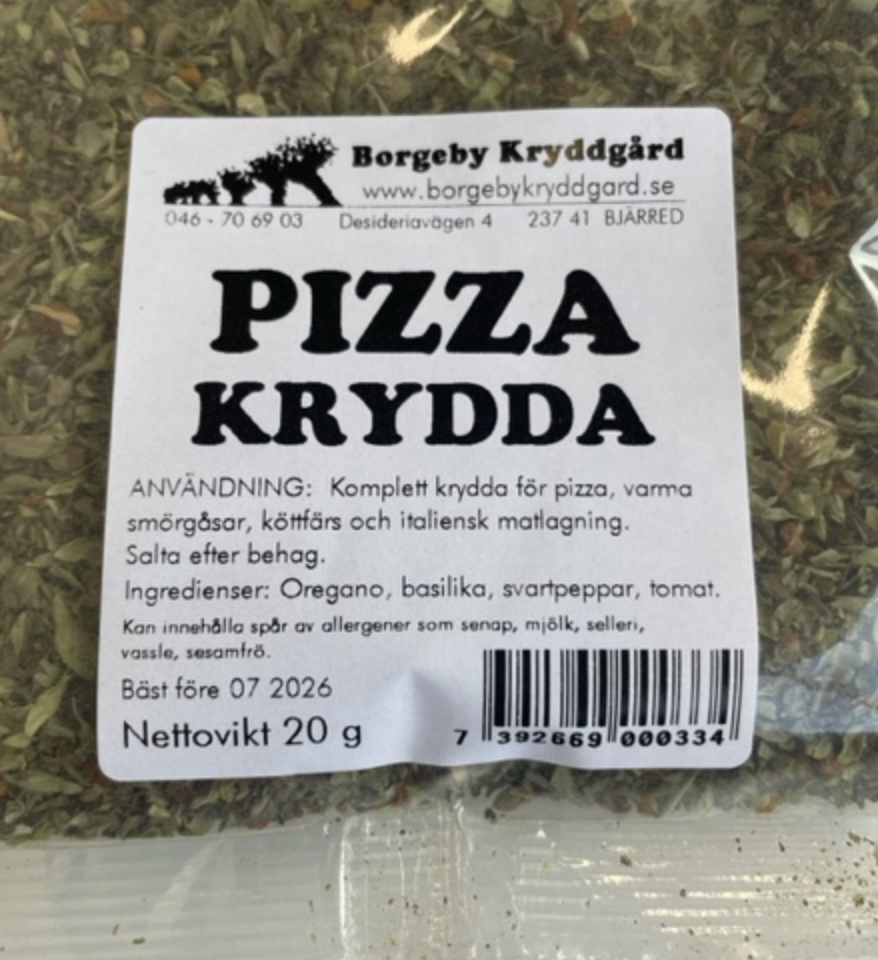 Borgeby Kryddgård
www.borgebykryddgard.se
046 - 70 69 03 Desideriavägen 4 237 41 BJÄRRED
PIZZA
KRYDDA
ANVÄNDNING: Komplett krydda för pizza, varma
smörgåsar, köttfärs och italiensk matlagning.
Salta efter behag.
Ingredienser: Oregano, basilika, svartpeppar, tomat.
Kan innehålla spår av allergener som senap, mjölk, selleri,
vassle, sesamfrö.
Bäst före 07 2026
Nettovikt 20 g
7 392669 000334